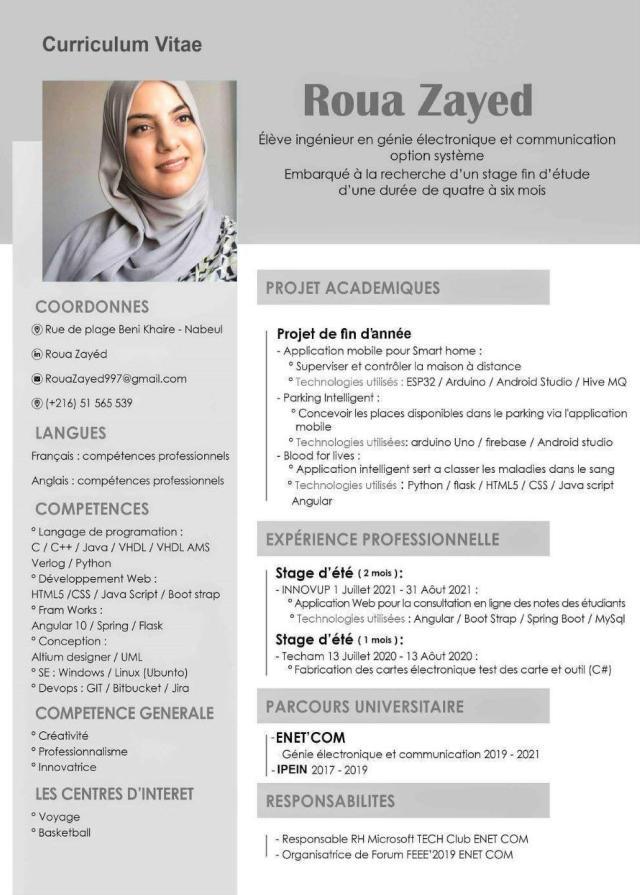 Curriculum Vitae
Roua Zayed
Élève ingénieur en génie électronique et communication
option système
Embarqué à la recherche d'un stage fin d'étude
d'une durée de quatre à six mois
COORDONNES
Rue de plage Beni Khaire - Nabeul
in Roua Zayéd
RouaZayed997@gmail.com
(+216) 51 565 539
LANGUES
Français : compétences professionnels
Anglais : compétences professionnels
COMPETENCES
° Langage de programation :
C / C++ / Java / VHDL / VHDL AMS
Verlog / Python
° Développement Web :
HTML5 /CSS / Java Script / Boot strap
° Fram Works :
Angular 10 / Spring / Flask
° Conception :
Altium designer / UML
° SE : Windows / Linux (Ubunto)
° Devops : GIT / Bitbucket / Jira
COMPETENCE GENERALE
° Créativité
° Professionnalisme
° Innovatrice
LES CENTRES D'INTERET
° Voyage
° Basketball
PROJET ACADEMIQUES
Projet de fin d'année
- Application mobile pour Smart home :
° Superviser et contrôler la maison à distance
° Technologies utilisés : ESP32 / Arduino / Android Studio / Hive MQ
- Parking Intelligent :
° Concevoir les places disponibles dans le parking via l'application
mobile
° Technologies utilisées: arduino Uno / firebase / Android studio
- Blood for lives :
° Application intelligent sert a classer les maladies dans le sang
° Technologies utilisés : Python / flask / HTML5 / CSS / Java script
Angular
EXPÉRIENCE PROFESSIONNELLE
Stage d'été ( 2 mois ) :
- INNOVUP 1 Juillet 2021 - 31 Aôut 2021 :
° Application Web pour la consultation en ligne des notes des étudiants
° Technologies utilisées : Angular / Boot Strap / Spring Boot / MySql
Stage d'été ( 1 mois ) :
- Techam 13 Juillet 2020 - 13 Aôut 2020 :
° Fabrication des cartes électronique test des carte et outil (C#)
PARCOURS UNIVERSITAIRE
- ENET'COM
Génie électronique et communication 2019 - 2021
- IPEIN 2017 - 2019
RESPONSABILITES
- Responsable RH Microsoft TECH Club ENET COM
- Organisatrice de Forum FEEE'2019 ENET COM